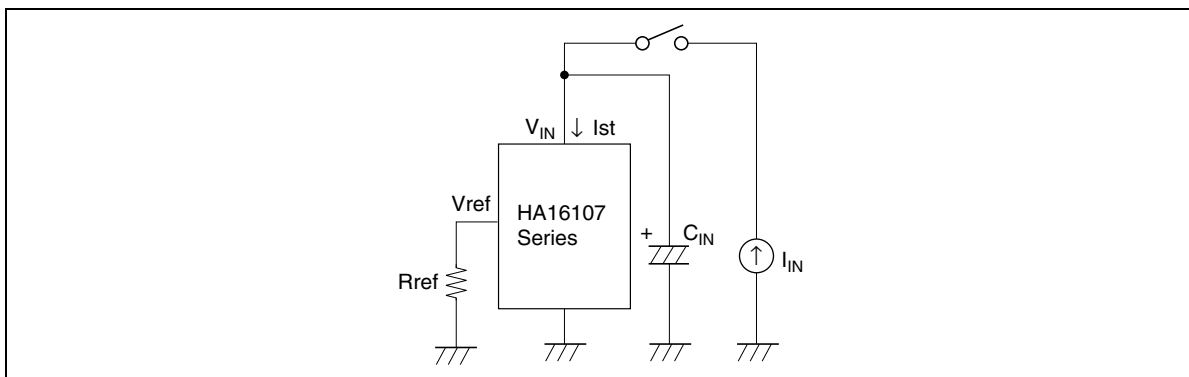 V_IN ↓ Ist
Vref
HA16107
Series
+ C_IN
↑ I_IN
Rref